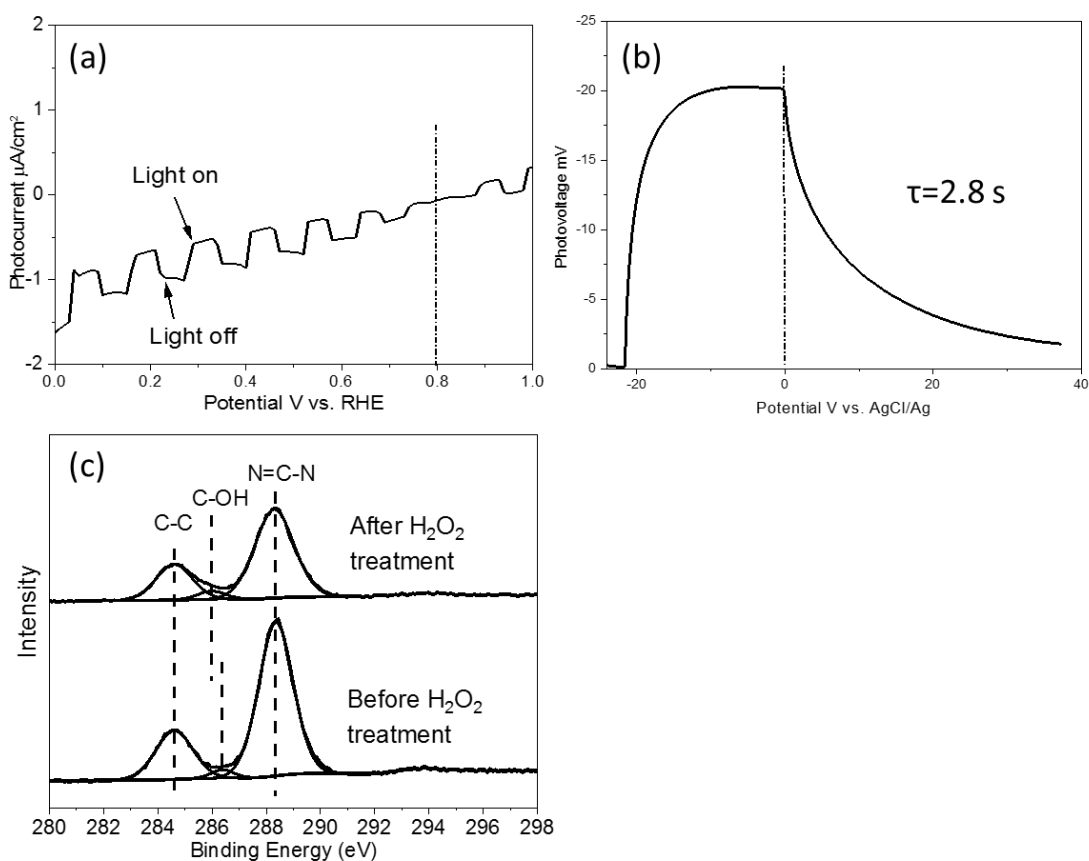 (a)
2
1
0
-1
-2
Photocurrent μA/cm²
Light on
Light off
0.0 0.2 0.4 0.6 0.8 1.0
Potential V vs. RHE
(b)
-25
-20
-15
-10
-5
0
Photovoltage mV
τ=2.8 s
-20 0 20 40
Potential V vs. AgCl/Ag
(c)
N=C-N
C-OH
C-C
After H₂O₂
treatment
Before H₂O₂
treatment
Intensity
280 282 284 286 288 290 292 294 296 298
Binding Energy (eV)